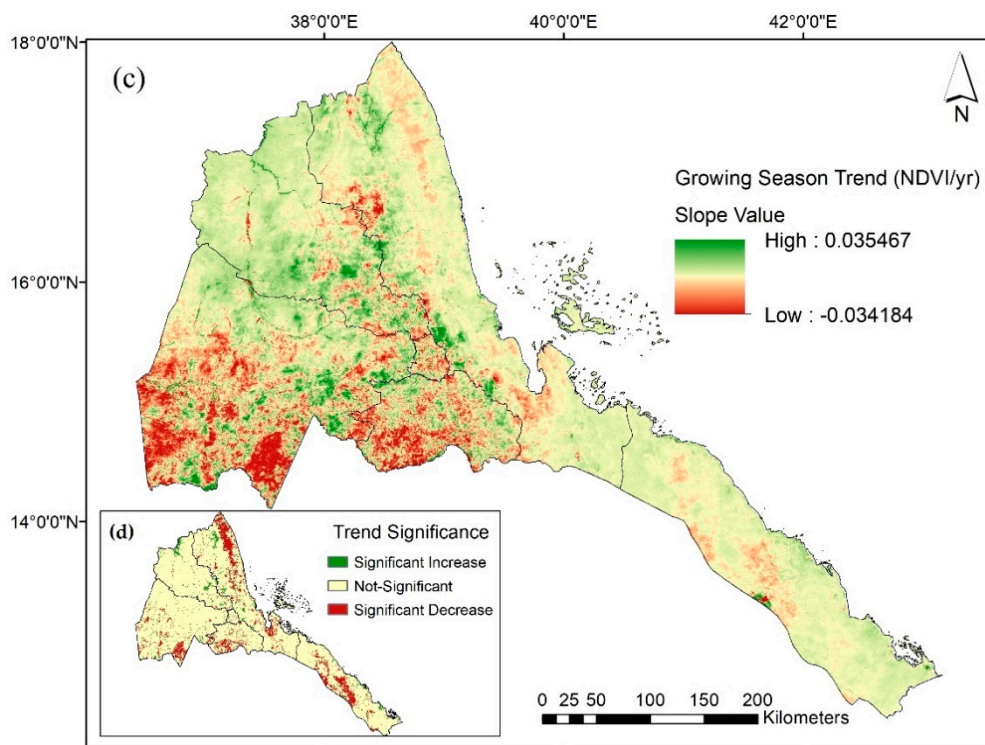 38°0'0"E 40°0'0"E 42°0'0"E
18°0'0"N
(c)
N
Growing Season Trend (NDVI/yr)
Slope Value
High : 0.035467
Low : -0.034184
16°0'0"N
14°0'0"N
(d)
Trend Significance
Significant Increase
Not-Significant
Significant Decrease
0 25 50 100 150 200
Kilometers